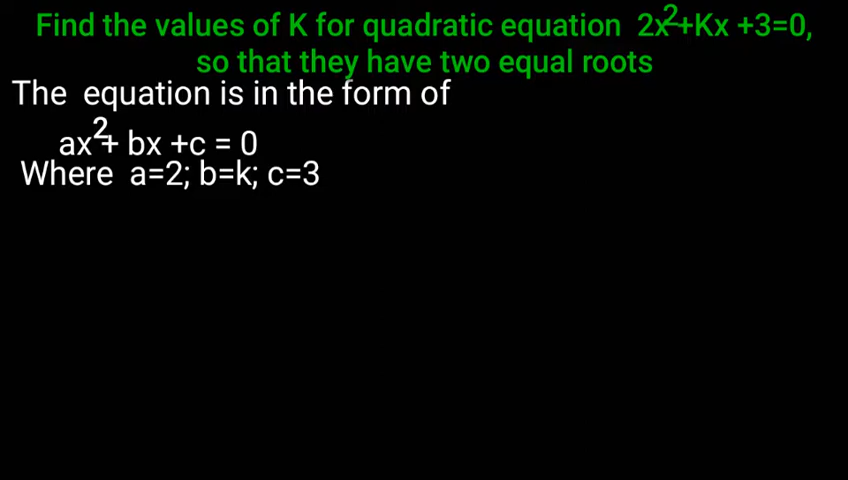 Find the values of K for quadratic equation 2x²+Kx +3=0,
so that they have two equal roots
The equation is in the form of
ax²+ bx +c = 0
Where a=2; b=k; c=3